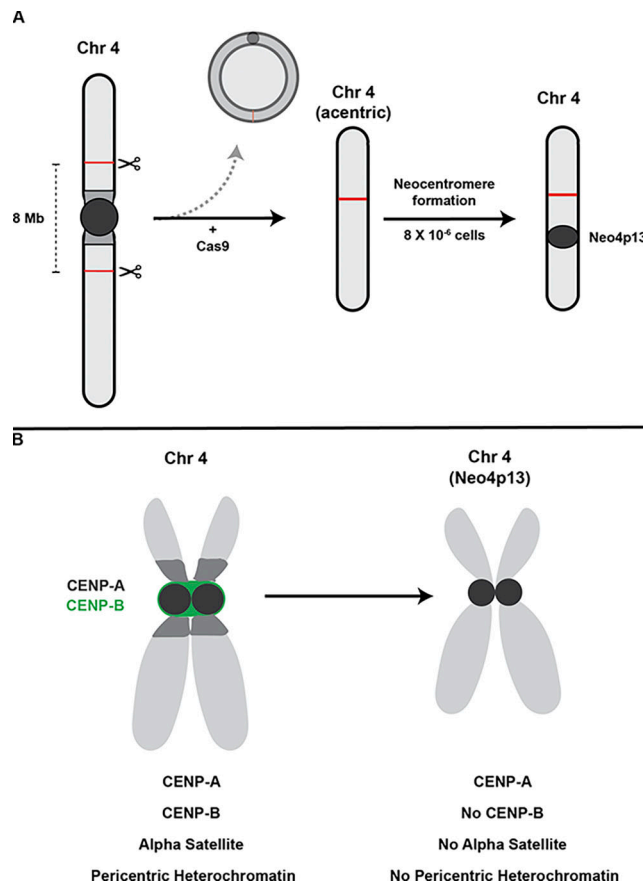 A
Chr 4
8 Mb
+
Cas9
Chr 4
(acentric)
Neocentromere
formation
8 X 10⁻⁶ cells
Chr 4
Neo4p13
B
Chr 4
CENP-A
CENP-B
CENP-A
CENP-B
Alpha Satellite
Pericentric Heterochromatin
Chr 4
(Neo4p13)
CENP-A
No CENP-B
No Alpha Satellite
No Pericentric Heterochromatin